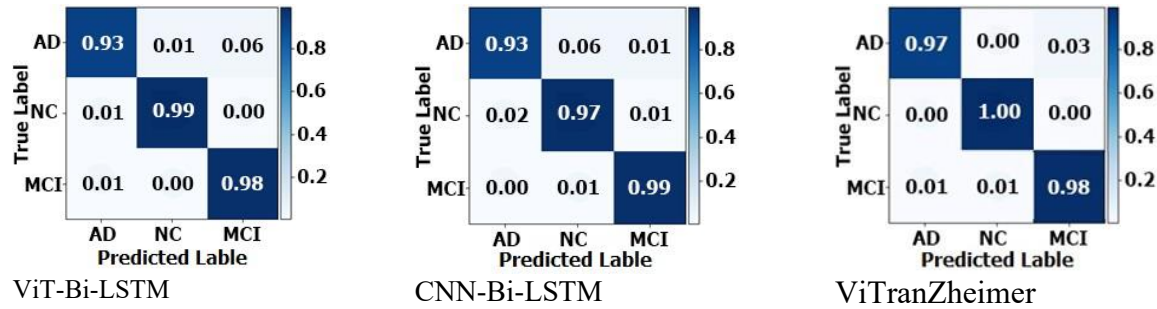 True Label
AD 0.93 0.01 0.06
NC 0.01 0.99 0.00
MCI 0.01 0.00 0.98
AD NC MCI
Predicted Lable
0.8
0.6
0.4
0.2
ViT-Bi-LSTM
True Label
AD 0.93 0.06 0.01
NC 0.02 0.97 0.01
MCI 0.00 0.01 0.99
AD NC MCI
Predicted Lable
0.8
0.6
0.4
0.2
CNN-Bi-LSTM
True Label
AD 0.97 0.00 0.03
NC 0.00 1.00 0.00
MCI 0.01 0.01 0.98
AD NC MCI
Predicted Lable
0.8
0.6
0.4
0.2
ViTranZheimer